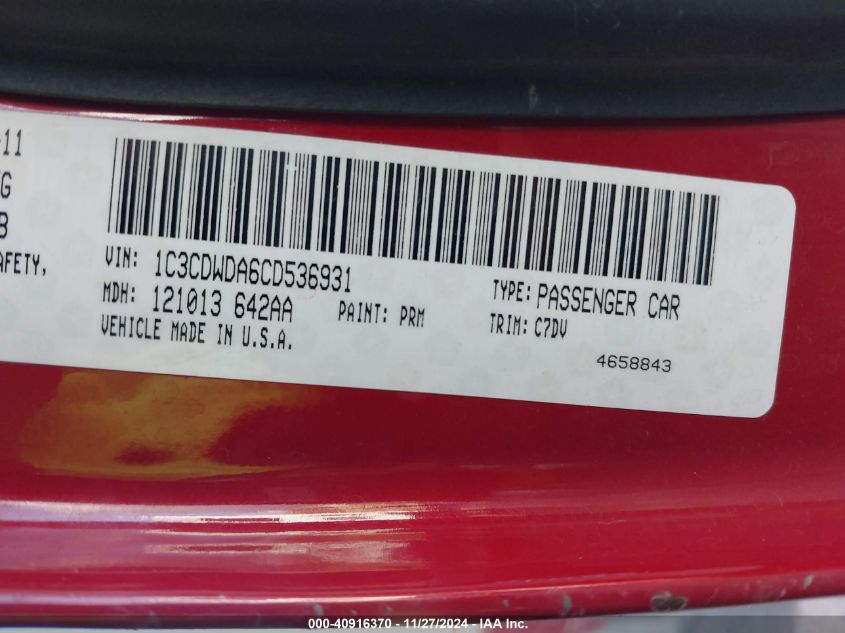 -11
G
B
AFETY,
VIN: 1C3CDWDA6CD536931
TYPE: PASSENGER CAR
MDH: 121013 642AA
PAINT: PRM
TRIM: C7DV
VEHICLE MADE IN U.S.A.
4658843
000-40916370 - 11/27/2024 - IAA Inc.